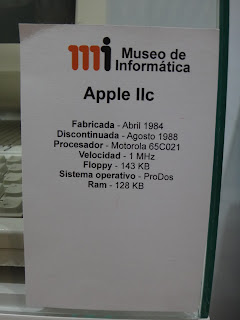 mi Museo de
Informática
Apple IIc
Fabricada - Abril 1984
Discontinuada - Agosto 1988
Procesador - Motorola 65C021
Velocidad - 1 MHz
Floppy - 143 KB
Sistema operativo - ProDos
Ram - 128 KB